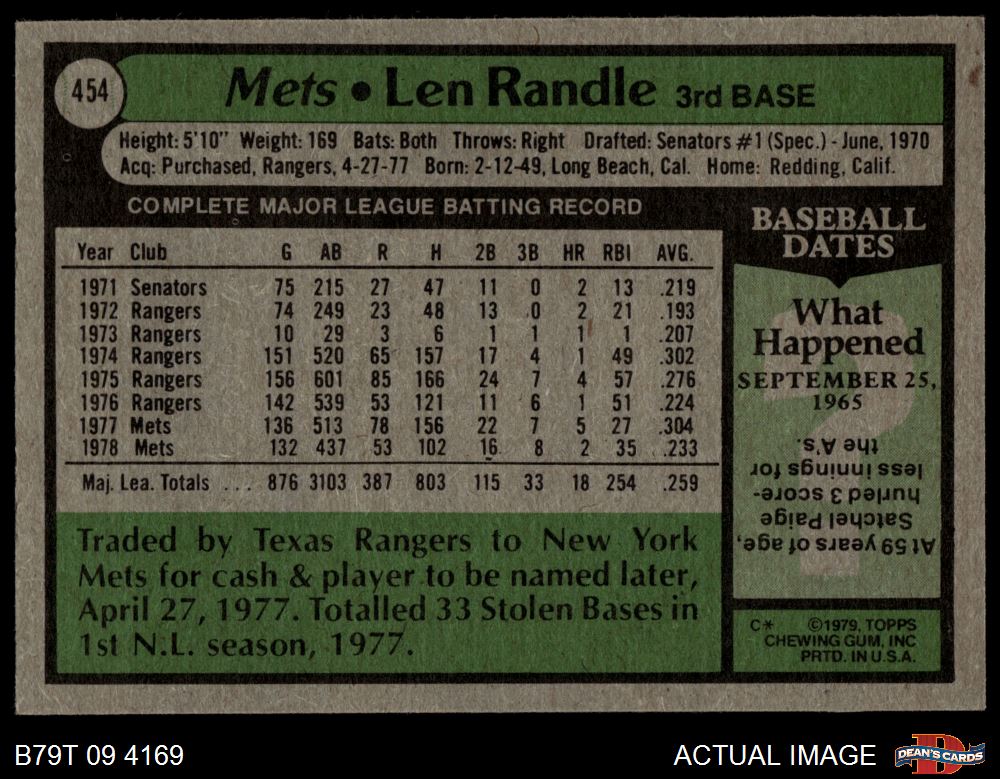 454
Mets • Len Randle 3rd BASE
Height: 5'10" Weight: 169 Bats: Both Throws: Right Drafted: Senators #1 (Spec.) - June, 1970
Acq: Purchased, Rangers, 4-27-77 Born: 2-12-49, Long Beach, Cal. Home: Redding, Calif.
COMPLETE MAJOR LEAGUE BATTING RECORD
Year Club G AB R H 2B 3B HR RBI AVG.
1971 Senators 75 215 27 47 11 0 2 13 .219
1972 Rangers 74 249 23 48 13 0 2 21 .193
1973 Rangers 10 29 3 6 1 1 1 1 .207
1974 Rangers 151 520 65 157 17 4 1 49 .302
1975 Rangers 156 601 85 166 24 7 4 57 .276
1976 Rangers 142 539 53 121 11 6 1 51 .224
1977 Mets 136 513 78 156 22 7 5 27 .304
1978 Mets 132 437 53 102 16 8 2 35 .233
Maj. Lea. Totals ... 876 3103 387 803 115 33 18 254 .259
Traded by Texas Rangers to New York
Mets for cash & player to be named later,
April 27, 1977. Totalled 33 Stolen Bases in
1st N.L. season, 1977.
BASEBALL
DATES
What
Happened
SEPTEMBER 25,
1965
At 59 years of age,
Satchel Paige
hurled 3 score-
less innings for
the A's.
C* ©1979, TOPPS
CHEWING GUM, INC
PRTD. IN U.S.A.
B79T 09 4169
ACTUAL IMAGE
D
DEAN'S CARDS